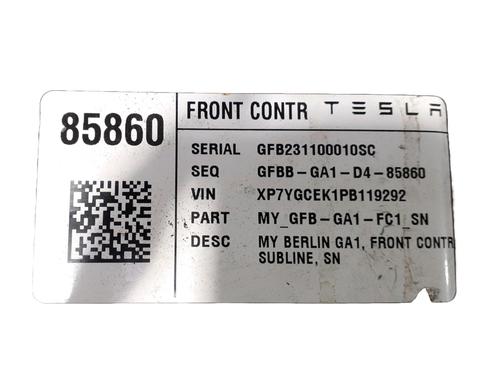 85860
FRONT CONTR TESLA
SERIAL GFB231100010SC
SEQ GFBB-GA1-D4-85860
VIN XP7YGCEK1PB119292
PART MY_GFB-GA1-FC1_SN
DESC MY BERLIN GA1, FRONT CONTR
SUBLINE, SN